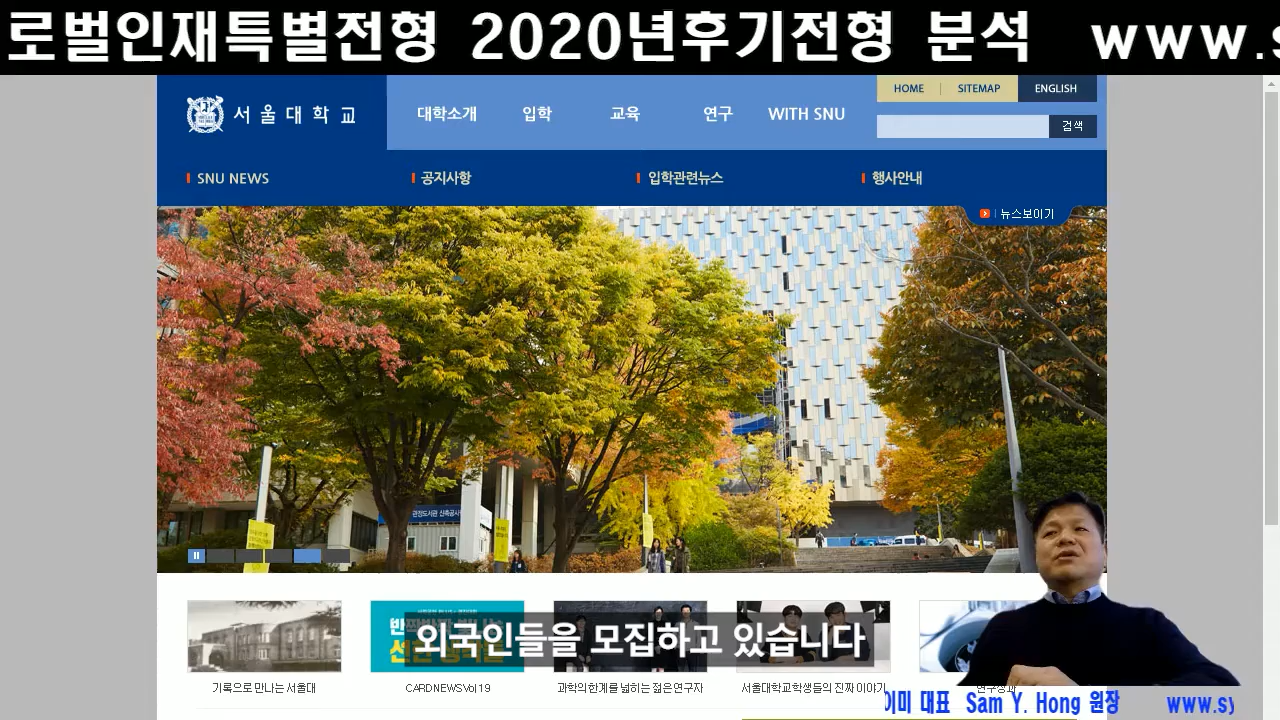 로벌인재특별전형 2020년후기전형 분석 www.s
HOME SITEMAP ENGLISH
서울대학교 대학소개 입학 교육 연구 WITH SNU
검색
SNU NEWS 공지사항 입학관련뉴스 행사안내
뉴스보이기
외국인들을 모집하고 있습니다
기록으로 만나는 서울대 CARDNEWS Vol 19 과학의 한계를 넓히는 젊은연구자 서울대학교학생들의 진짜 이야기
이미 대표 Sam Y. Hong 원장 www.sy